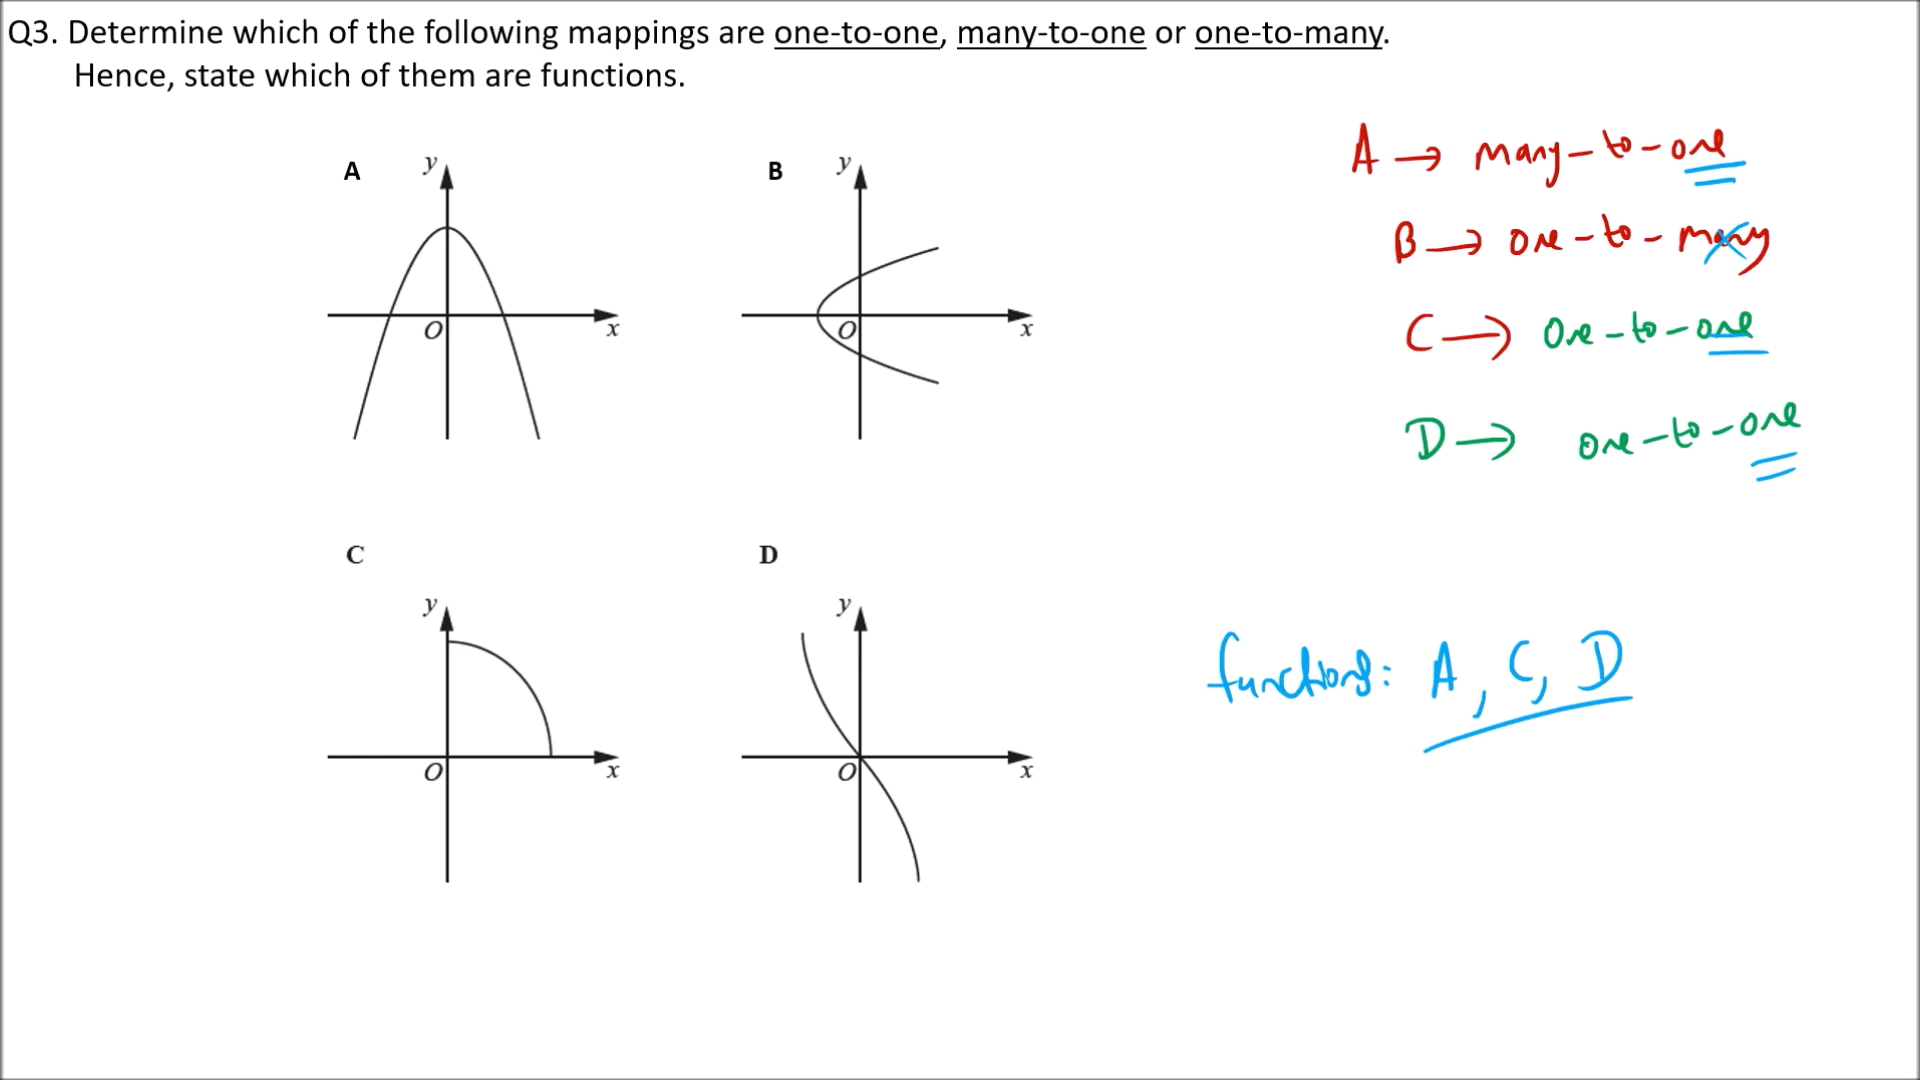 Q3. Determine which of the following mappings are one-to-one, many-to-one or one-to-many.
Hence, state which of them are functions.
A
y
O
x
B
y
O
x
A → many-to-one
B → one-to-many
C → one-to-one
D → one-to-one
C
y
O
x
D
y
O
x
functions: A, C, D